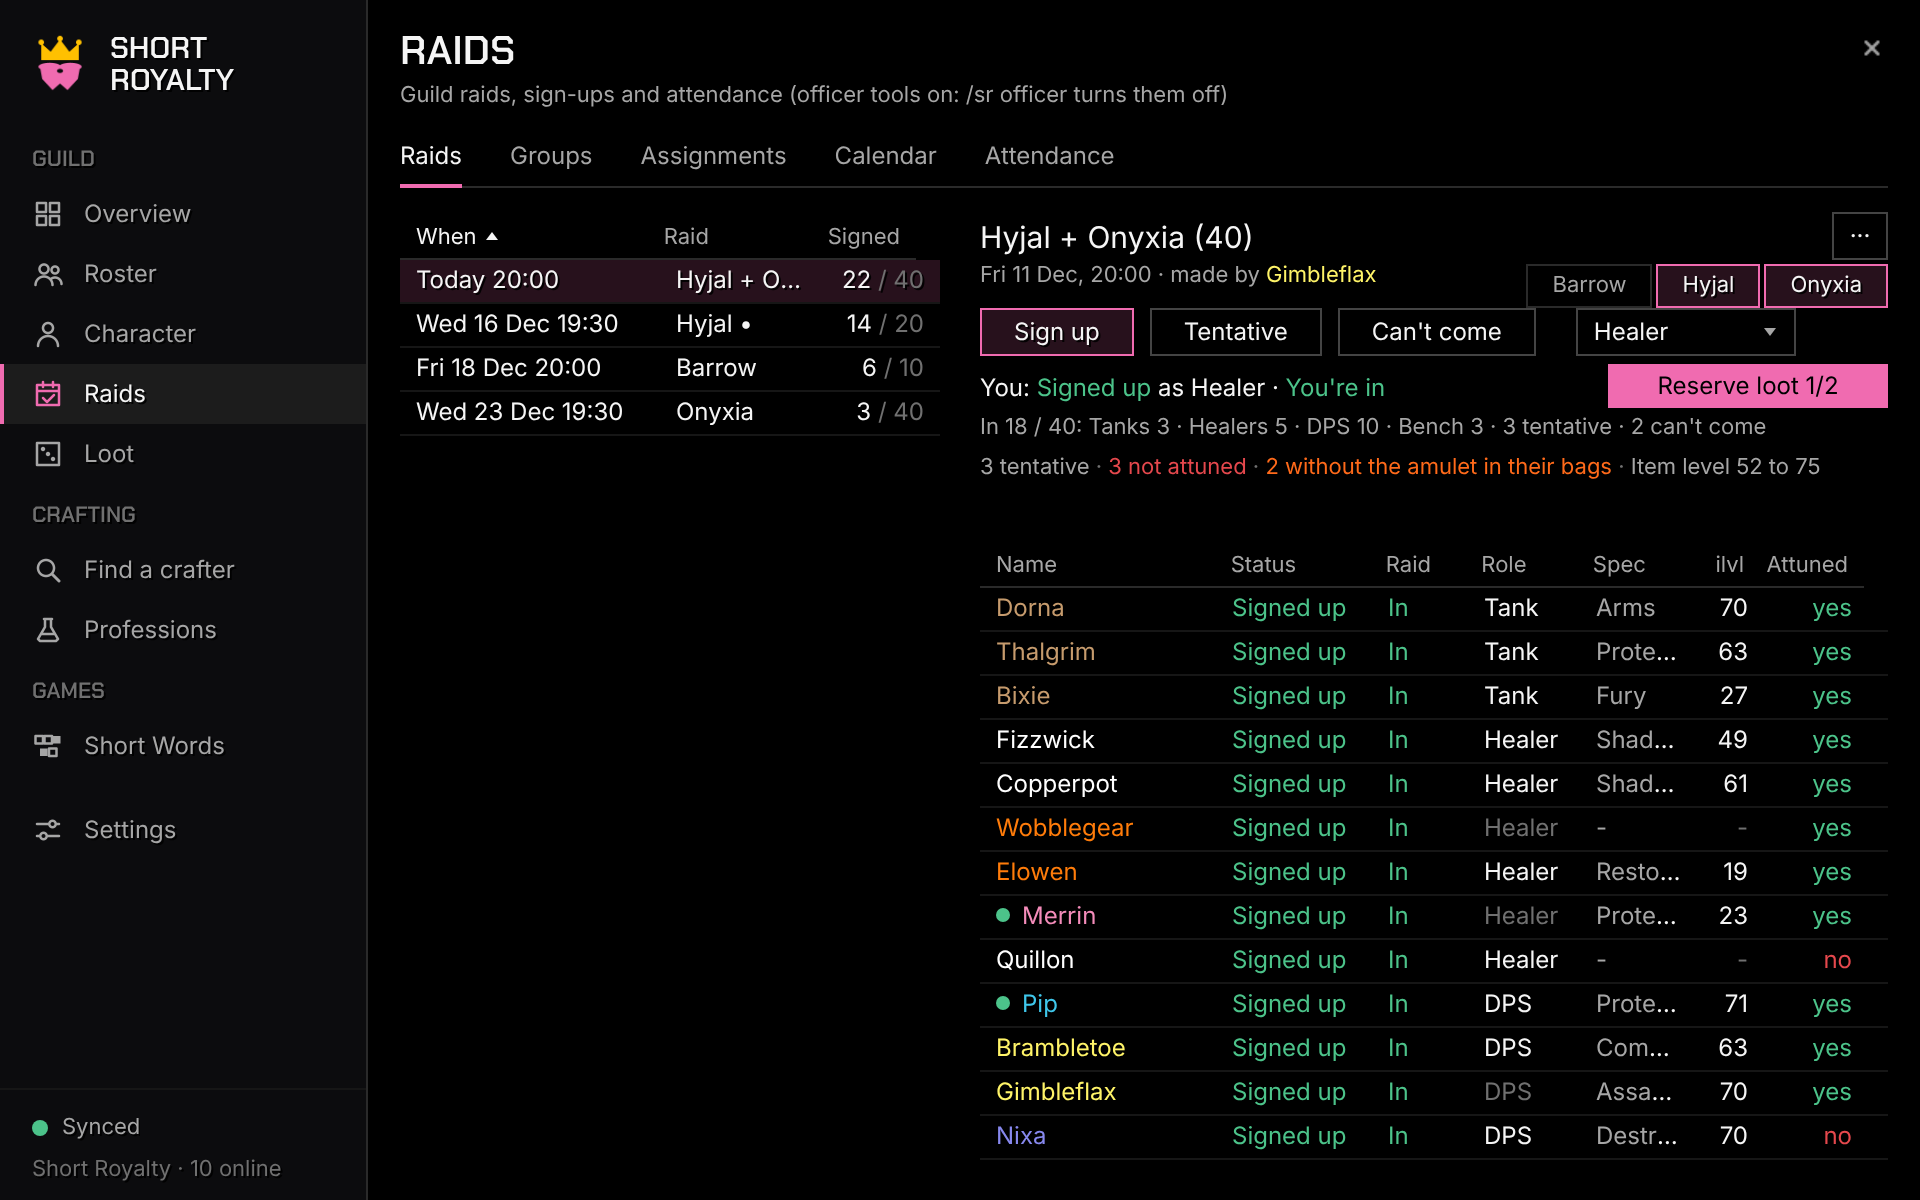 SHORT
ROYALTY
GUILD
Overview
Roster
Character
Raids
Loot
CRAFTING
Find a crafter
Professions
GAMES
Short Words
Settings
Synced
Short Royalty · 10 online
RAIDS
Guild raids, sign-ups and attendance (officer tools on: /sr officer turns them off)
Raids Groups Assignments Calendar Attendance
When Raid Signed
Today 20:00 Hyjal + O... 22 / 40
Wed 16 Dec 19:30 Hyjal • 14 / 20
Fri 18 Dec 20:00 Barrow 6 / 10
Wed 23 Dec 19:30 Onyxia 3 / 40
Hyjal + Onyxia (40) ...
Fri 11 Dec, 20:00 · made by Gimbleflax
Barrow Hyjal Onyxia
Sign up Tentative Can't come Healer
You: Signed up as Healer · You're in
Reserve loot 1/2
In 18 / 40: Tanks 3 · Healers 5 · DPS 10 · Bench 3 · 3 tentative · 2 can't come
3 tentative · 3 not attuned · 2 without the amulet in their bags · Item level 52 to 75
Name Status Raid Role Spec ilvl Attuned
Dorna Signed up In Tank Arms 70 yes
Thalgrim Signed up In Tank Prote... 63 yes
Bixie Signed up In Tank Fury 27 yes
Fizzwick Signed up In Healer Shad... 49 yes
Copperpot Signed up In Healer Shad... 61 yes
Wobblegear Signed up In Healer - - yes
Elowen Signed up In Healer Resto... 19 yes
Merrin Signed up In Healer Prote... 23 yes
Quillon Signed up In Healer - - no
Pip Signed up In DPS Prote... 71 yes
Brambletoe Signed up In DPS Com... 63 yes
Gimbleflax Signed up In DPS Assa... 70 yes
Nixa Signed up In DPS Destr... 70 no